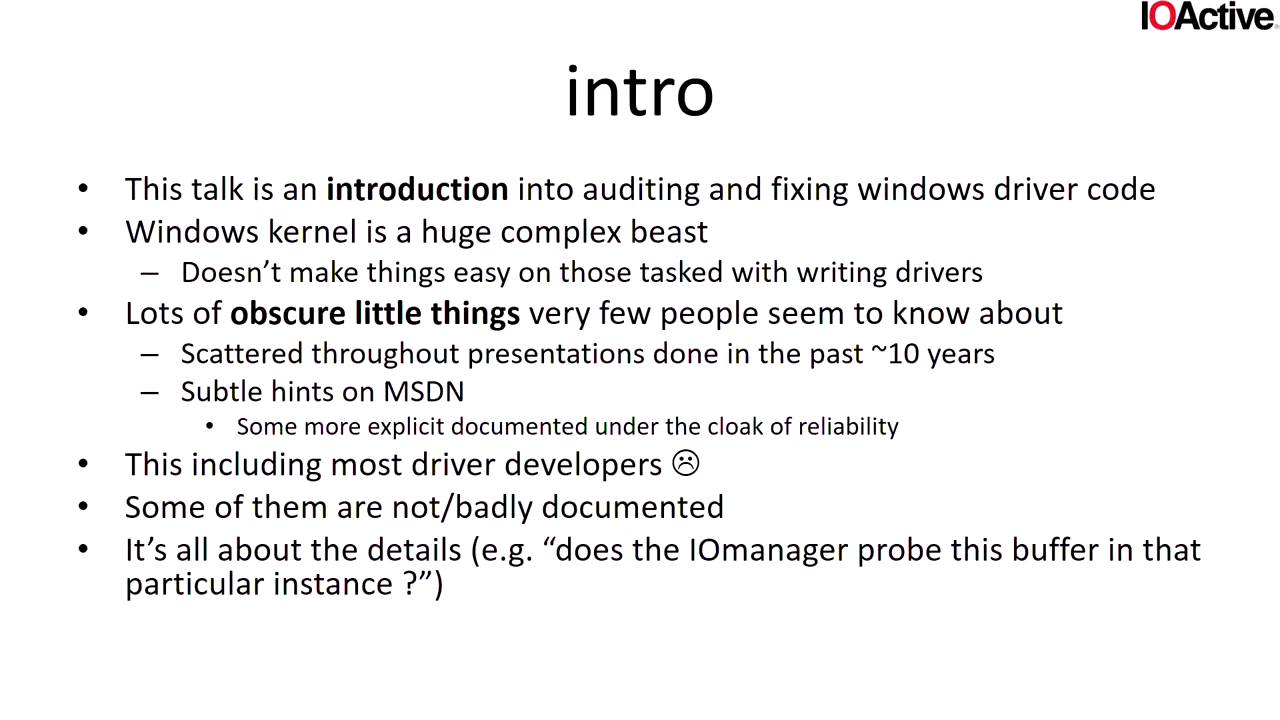 IOActive
intro
• This talk is an introduction into auditing and fixing windows driver code
• Windows kernel is a huge complex beast
– Doesn’t make things easy on those tasked with writing drivers
• Lots of obscure little things very few people seem to know about
– Scattered throughout presentations done in the past ~10 years
– Subtle hints on MSDN
• Some more explicit documented under the cloak of reliability
• This including most driver developers ☹
• Some of them are not/badly documented
• It’s all about the details (e.g. “does the IOmanager probe this buffer in that
particular instance ?”)